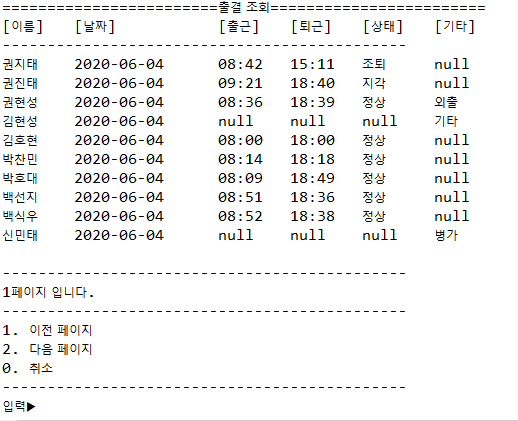 ========================출결 조회========================
[이름] [날짜] [출근] [퇴근] [상태] [기타]
---------------------------------------------
권지태 2020-06-04 08:42 15:11 조퇴 null
권진태 2020-06-04 09:21 18:40 지각 null
권현성 2020-06-04 08:36 18:39 정상 외출
김현성 2020-06-04 null null null 기타
김호현 2020-06-04 08:00 18:00 정상 null
박찬민 2020-06-04 08:14 18:18 정상 null
박호대 2020-06-04 08:09 18:49 정상 null
백선지 2020-06-04 08:51 18:36 정상 null
백식우 2020-06-04 08:52 18:38 정상 null
신민태 2020-06-04 null null null 병가
---------------------------------------------
1페이지 입니다.
---------------------------------------------
1. 이전 페이지
2. 다음 페이지
0. 취소
---------------------------------------------
입력▶